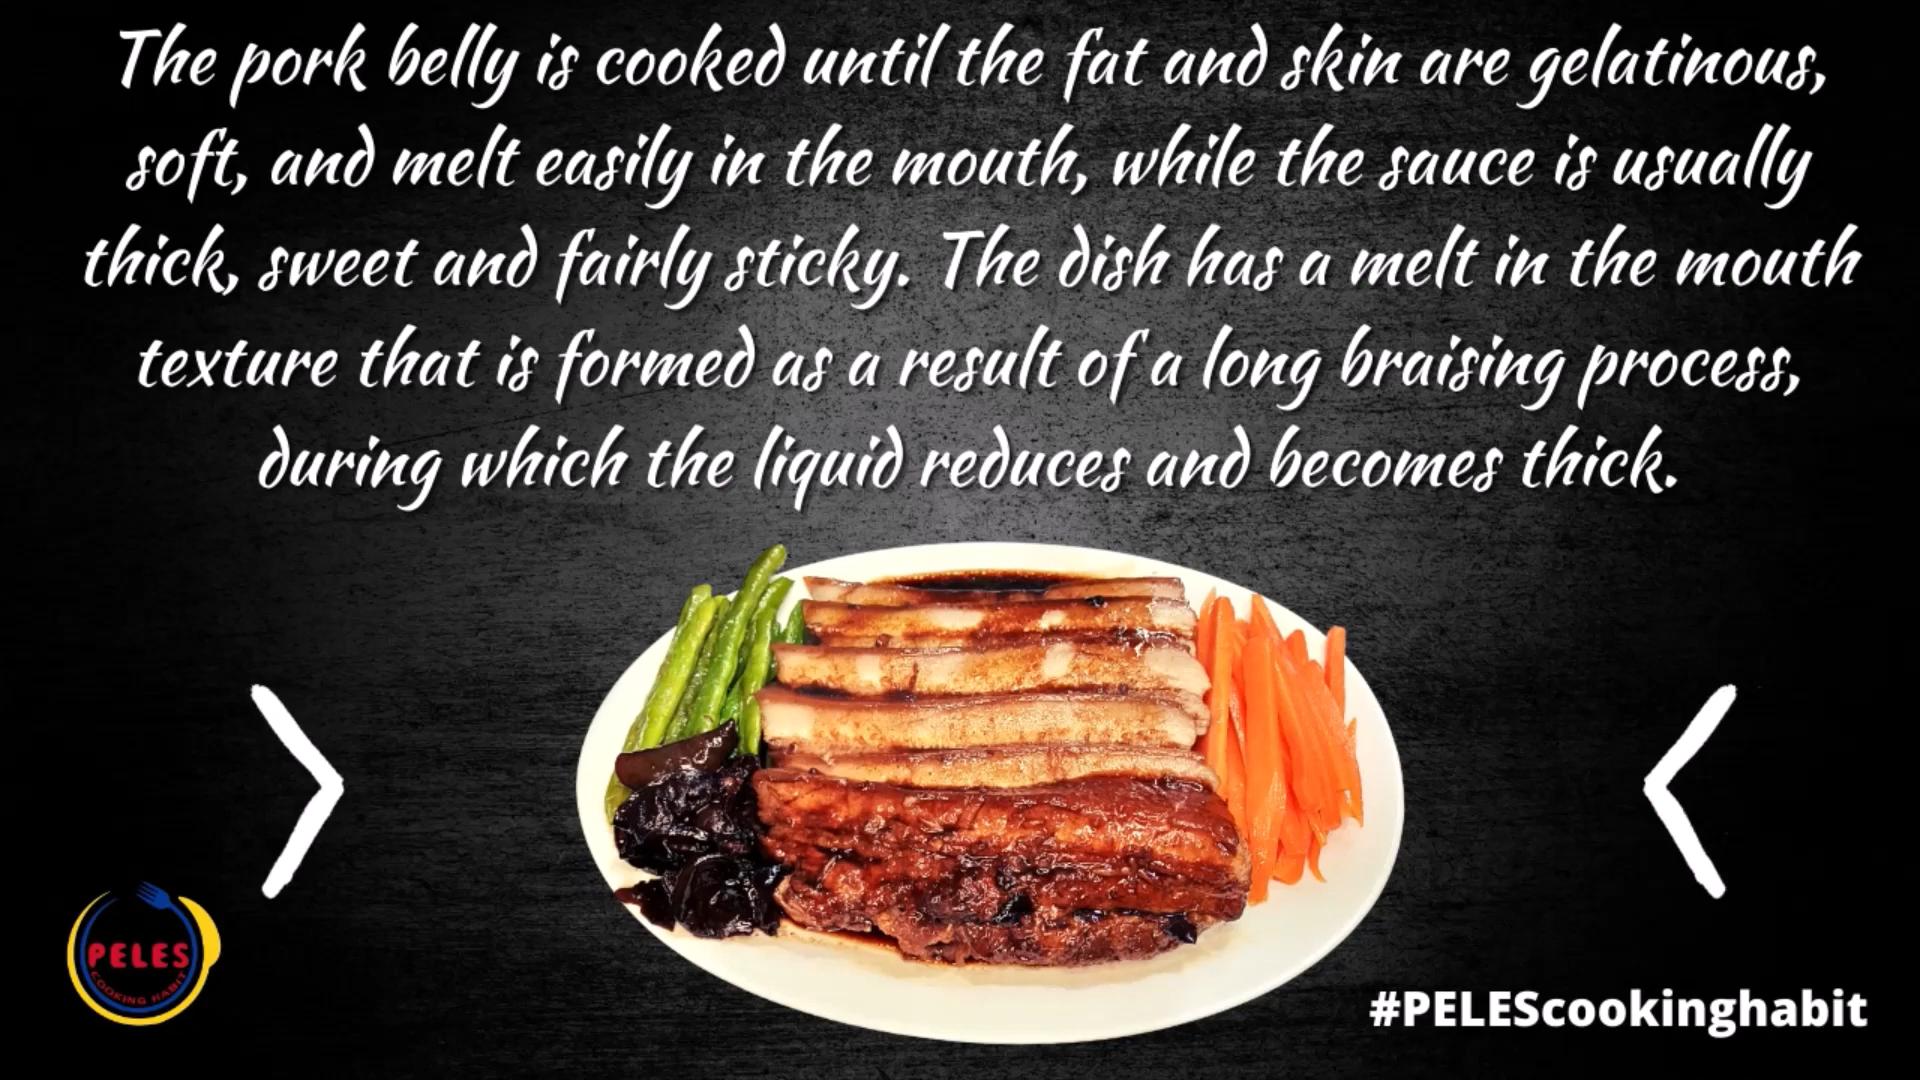 The pork belly is cooked until the fat and skin are gelatinous,
soft, and melt easily in the mouth, while the sauce is usually
thick, sweet and fairly sticky. The dish has a melt in the mouth
texture that is formed as a result of a long braising process,
during which the liquid reduces and becomes thick.
PELES
COOKING HABIT
#PELEScookinghabit